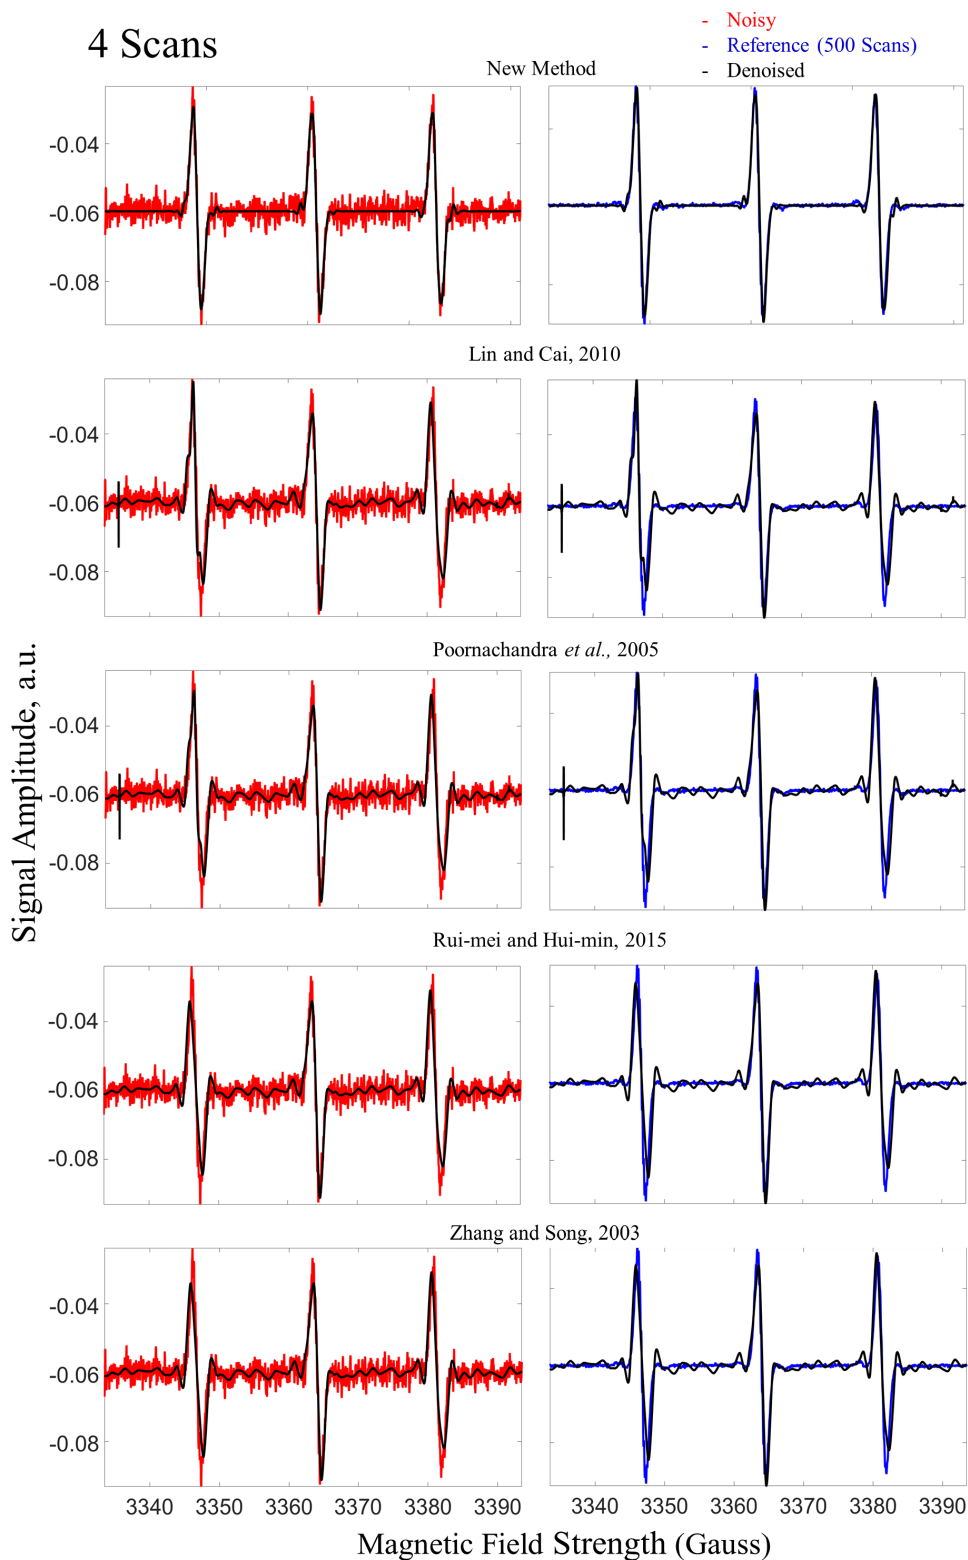 4 Scans
- Noisy
- Reference (500 Scans)
- Denoised
New Method
-0.04
-0.06
-0.08
Lin and Cai, 2010
-0.04
-0.06
-0.08
Poornachandra et al., 2005
-0.04
-0.06
-0.08
Rui-mei and Hui-min, 2015
-0.04
-0.06
-0.08
Zhang and Song, 2003
-0.04
-0.06
-0.08
3340 3350 3360 3370 3380 3390
3340 3350 3360 3370 3380 3390
Signal Amplitude, a.u.
Magnetic Field Strength (Gauss)